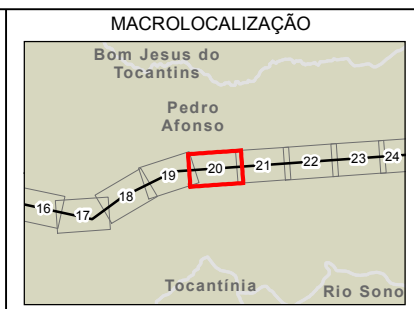 MACROLOCALIZAÇÃO
Bom Jesus do
Tocantins
Pedro
Afonso
16
17
18
19
20
21
22
23
24
Tocantínia
Rio Sono